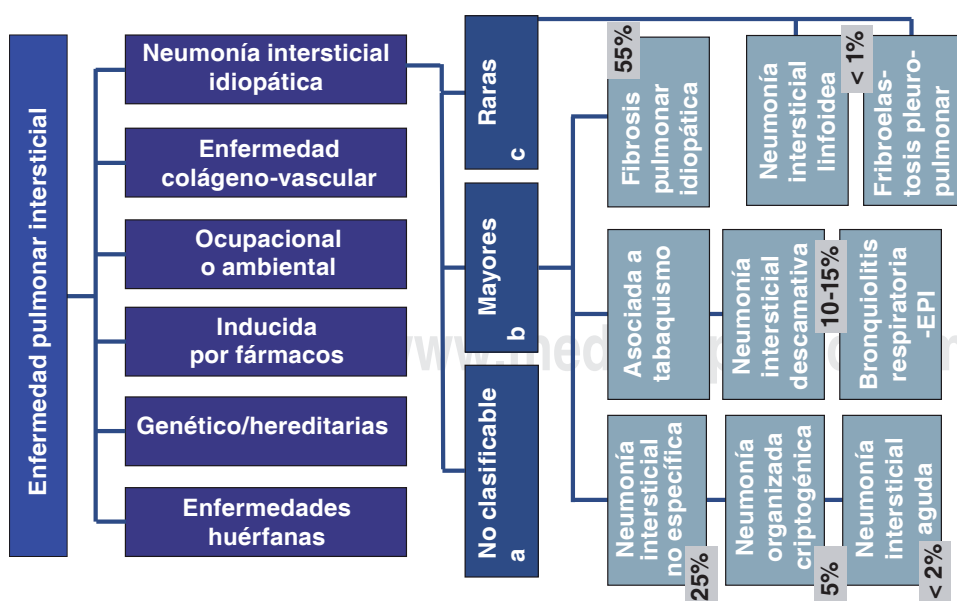 Enfermedad pulmonar intersticial
Neumonía intersticial
idiopática
Enfermedad
colágeno-vascular
Ocupacional
o ambiental
Inducida
por fármacos
Genético/hereditarias
Enfermedades
huérfanas
No clasificable
a
Mayores
b
Raras
c
Neumonía
intersticial
no específica
25%
Neumonía
organizada
criptogénica
5%
Neumonía
intersticial
aguda
< 2%
Asociada a
tabaquismo
Neumonía
intersticial
descamativa
10-15%
Bronquiolitis
respiratoria
-EPI
Fibrosis
pulmonar
idiopática
55%
Neumonía
intersticial
linfoidea
< 1%
Fribroelas-
tosis pleuro-
pulmonar